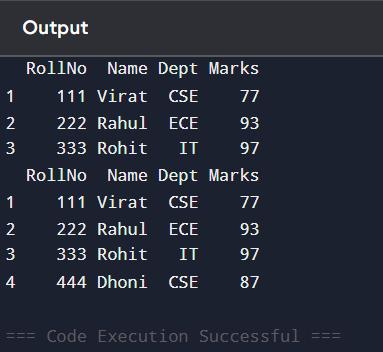 Output
  RollNo  Name Dept Marks
1    111 Virat  CSE    77
2    222 Rahul  ECE    93
3    333 Rohit   IT    97
  RollNo  Name Dept Marks
1    111 Virat  CSE    77
2    222 Rahul  ECE    93
3    333 Rohit   IT    97
4    444 Dhoni  CSE    87
=== Code Execution Successful ===